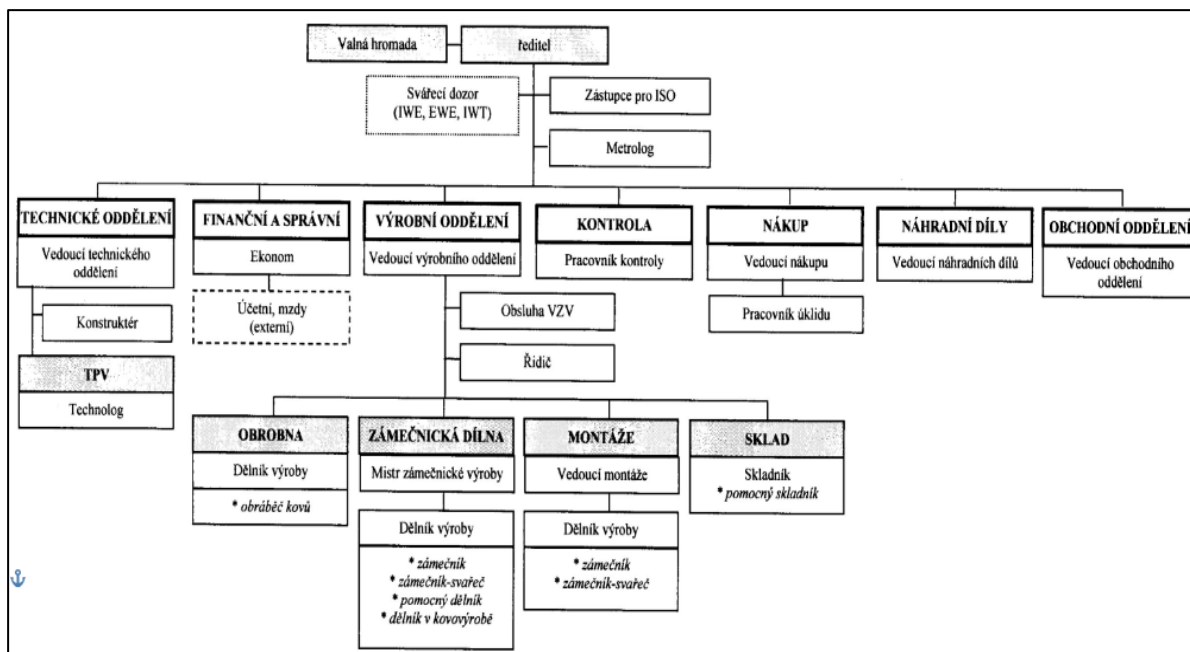 Valná hromada
ředitel
Svářecí dozor
(IWE, EWE, IWT)
Zástupce pro ISO
Metrolog
TECHNICKÉ ODDĚLENÍ
Vedoucí technického
oddělení
Konstruktér
TPV
Technolog
FINANČNÍ A SPRÁVNÍ
Ekonom
Účetní, mzdy
(externí)
VÝROBNÍ ODDĚLENÍ
Vedoucí výrobního oddělení
Obsluha VZV
Řidič
KONTROLA
Pracovník kontroly
NÁKUP
Vedoucí nákupu
Pracovník úklidu
NÁHRADNÍ DÍLY
Vedoucí náhradních dílů
OBCHODNÍ ODDĚLENÍ
Vedoucí obchodního
oddělení
OBROBNA
Dělník výroby
* obráběč kovů
ZÁMEČNICKÁ DÍLNA
Mistr zámečnické výroby
Dělník výroby
* zámečník
* zámečník-svařeč
* pomocný dělník
* dělník v kovovýrobě
MONTÁŽE
Vedoucí montáže
Dělník výroby
* zámečník
* zámečník-svařeč
SKLAD
Skladník
* pomocný skladník